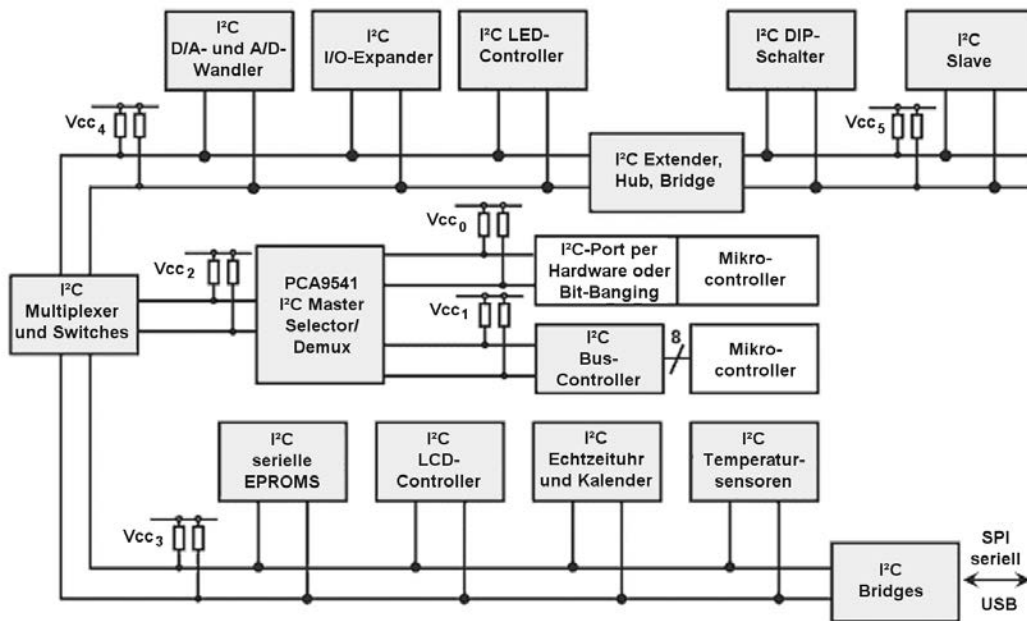 I²C
D/A- und A/D-
Wandler
I²C
I/O-Expander
I²C LED-
Controller
I²C DIP-
Schalter
I²C
Slave
Vcc4
Vcc5
I²C Extender,
Hub, Bridge
Vcc0
Vcc2
PCA9541
I²C Master
Selector/
Demux
I²C-Port per
Hardware oder
Bit-Banging
Mikro-
controller
I²C
Multiplexer
und Switches
Vcc1
I²C
Bus-
Controller
8
Mikro-
controller
I²C
serielle
EPROMS
I²C
LCD-
Controller
I²C
Echtzeituhr
und Kalender
I²C
Temperatur-
sensoren
Vcc3
I²C
Bridges
SPI
seriell
USB